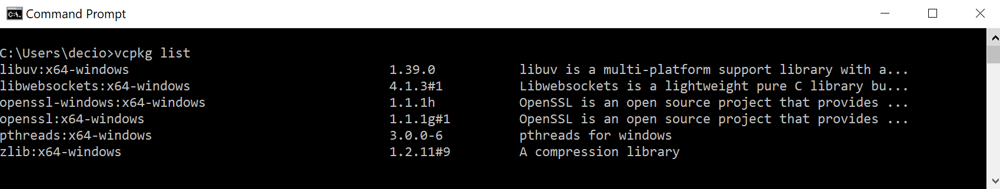 Command Prompt
C:\Users\decio>vcpkg list
libuv:x64-windows 1.39.0 libuv is a multi-platform support library with a...
libwebsockets:x64-windows 4.1.3#1 Libwebsockets is a lightweight pure C library bu...
openssl-windows:x64-windows 1.1.1h OpenSSL is an open source project that provides ...
openssl:x64-windows 1.1.1g#1 OpenSSL is an open source project that provides ...
pthreads:x64-windows 3.0.0-6 pthreads for windows
zlib:x64-windows 1.2.11#9 A compression library